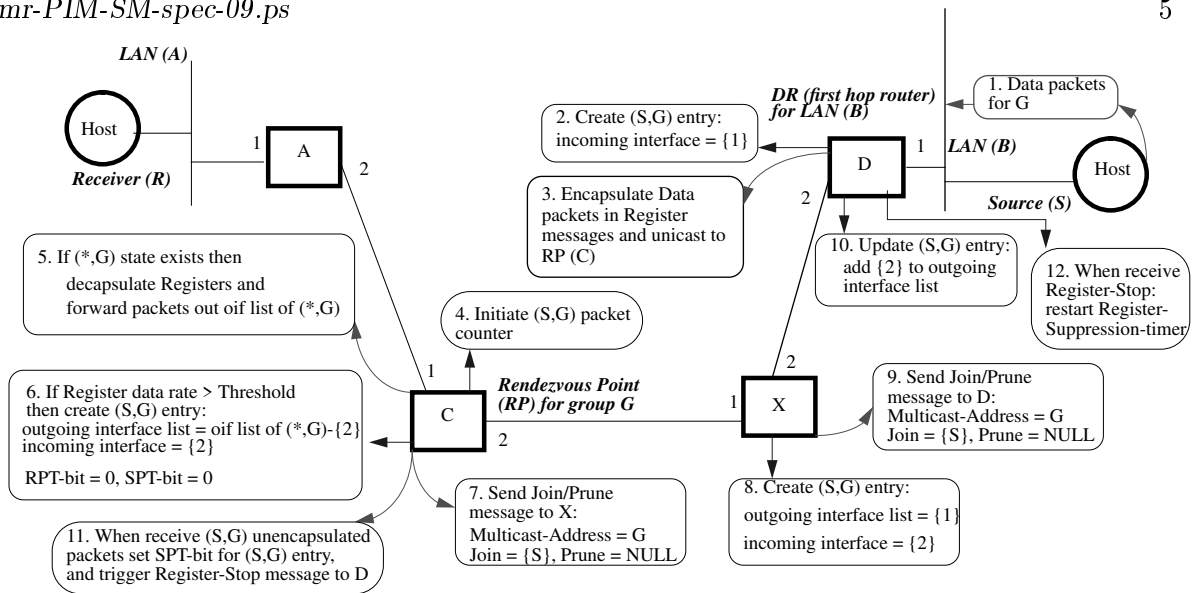 mr-PIM-SM-spec-09.ps
5
LAN (A)
Host
Receiver (R)
1
A
2
DR (first hop router)
for LAN (B)
1. Data packets
for G
2. Create (S,G) entry:
incoming interface = {1}
D
1
LAN (B)
Host
Source (S)
2
3. Encapsulate Data
packets in Register
messages and unicast to
RP (C)
10. Update (S,G) entry:
add {2} to outgoing
interface list
12. When receive
Register-Stop:
restart Register-
Suppression-timer
5. If (*,G) state exists then
decapsulate Registers and
forward packets out oif list of (*,G)
4. Initiate (S,G) packet
counter
1
C
2
Rendezvous Point
(RP) for group G
2
1
X
9. Send Join/Prune
message to D:
Multicast-Address = G
Join = {S}, Prune = NULL
6. If Register data rate > Threshold
then create (S,G) entry:
outgoing interface list = oif list of (*,G)-{2}
incoming interface = {2}
RPT-bit = 0, SPT-bit = 0
7. Send Join/Prune
message to X:
Multicast-Address = G
Join = {S}, Prune = NULL
8. Create (S,G) entry:
outgoing interface list = {1}
incoming interface = {2}
11. When receive (S,G) unencapsulated
packets set SPT-bit for (S,G) entry,
and trigger Register-Stop message to D